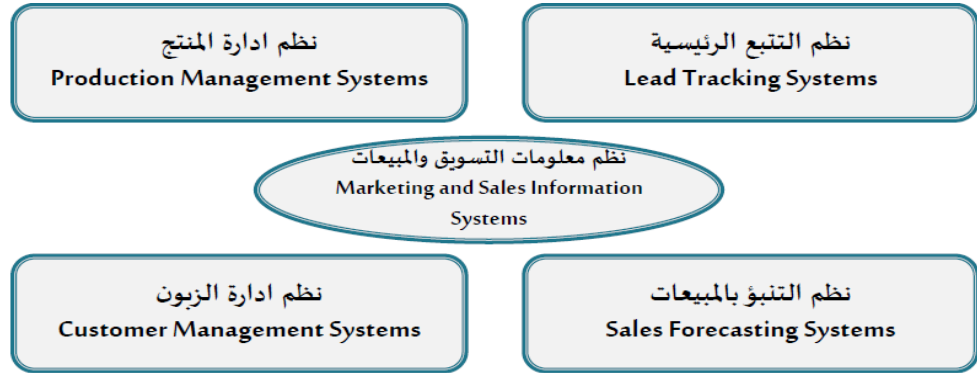 نظم ادارة المنتج
Production Management Systems
نظم التتبع الرئيسية
Lead Tracking Systems
نظم معلومات التسويق والمبيعات
Marketing and Sales Information
Systems
نظم ادارة الزبون
Customer Management Systems
نظم التنبؤ بالمبيعات
Sales Forecasting Systems